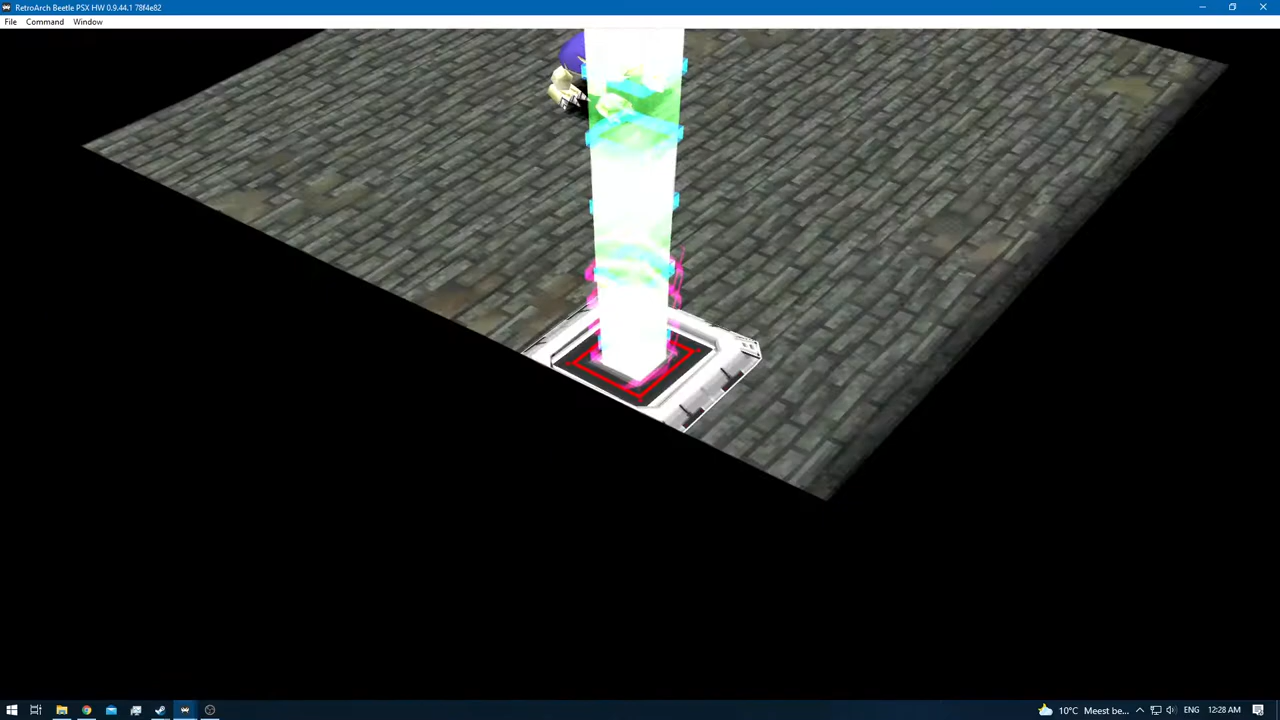 RetroArch Beetle PSX HW 0.9.44.1 78f4e82
File Command Window
10°C Meest be... ENG 12:28 AM